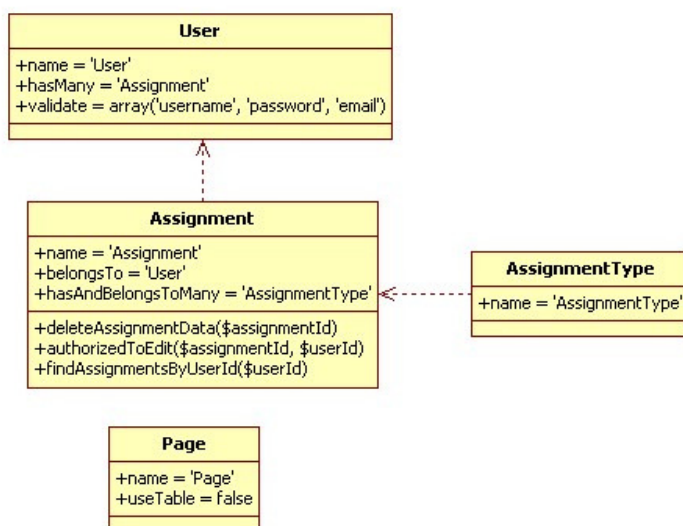 User
+name = 'User'
+hasMany = 'Assignment'
+validate = array('username', 'password', 'email')
Assignment
+name = 'Assignment'
+belongsTo = 'User'
+hasAndBelongsToMany = 'AssignmentType'
+deleteAssignmentData($assignmentId)
+authorizedToEdit($assignmentId, $userId)
+findAssignmentsByUserId($userId)
AssignmentType
+name = 'AssignmentType'
Page
+name = 'Page'
+useTable = false